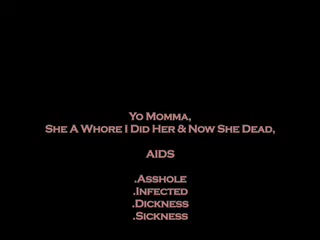 Yo Momma,
She A Whore I Did Her & Now She Dead,
AIDS
.Asshole
.Infected
.Dickness
.Sickness